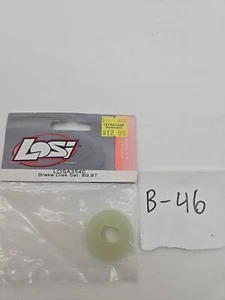 $12.99
LOSI
LOSA3540
Brake Disk Set: 8B,8T
B-46